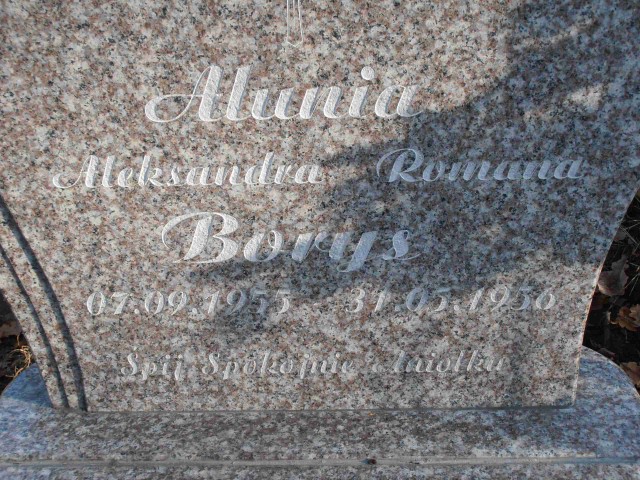 Alunia
Aleksandra Romana
Borys
07.09.1955 31.05.1956
Śpij Spokojnie Aniołku